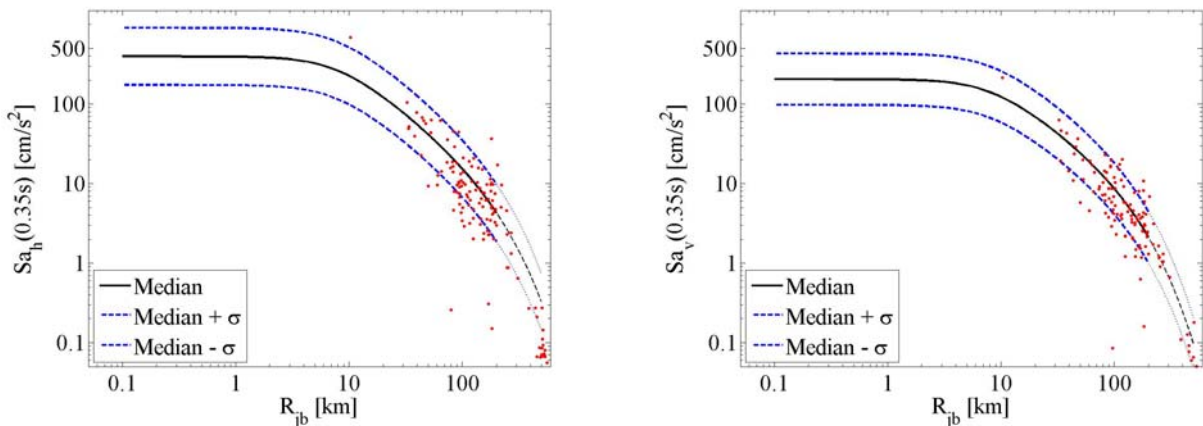 Sa_h(0.35s) [cm/s²]
500
100
10
1
0.1
Median
Median + σ
Median - σ
0.1 1 10 100
R_jb [km]
Sa_v(0.35s) [cm/s²]
500
100
10
1
0.1
Median
Median + σ
Median - σ
0.1 1 10 100
R_jb [km]